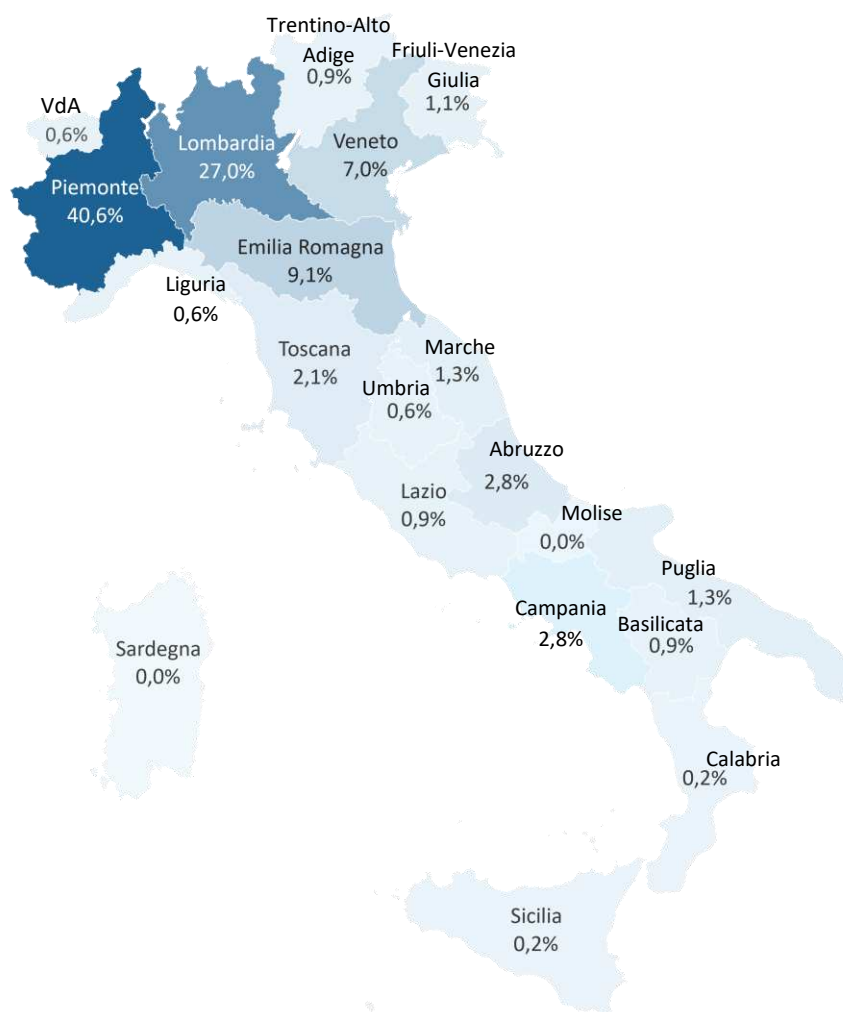 Trentino-Alto
Adige
0,9%
Friuli-Venezia
Giulia
1,1%
VdA
0,6%
Lombardia
27,0%
Veneto
7,0%
Piemonte
40,6%
Emilia Romagna
9,1%
Liguria
0,6%
Toscana
2,1%
Marche
1,3%
Umbria
0,6%
Abruzzo
2,8%
Lazio
0,9%
Molise
0,0%
Puglia
1,3%
Campania
2,8%
Basilicata
0,9%
Sardegna
0,0%
Calabria
0,2%
Sicilia
0,2%